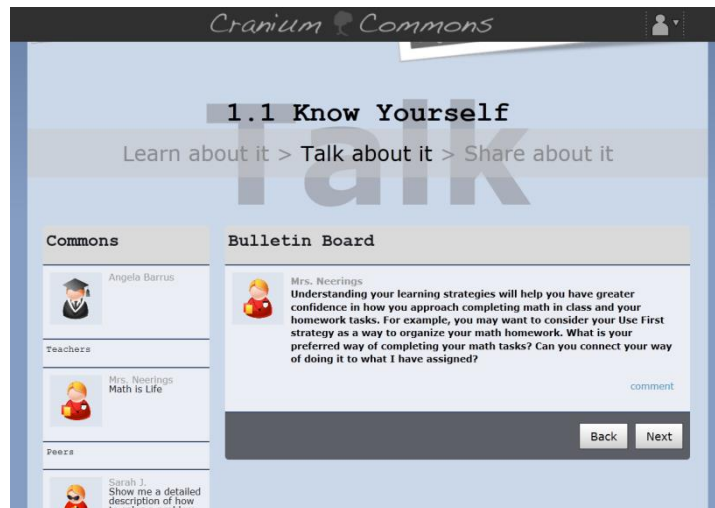 Cranium Commons
1.1 Know Yourself
Talk
Learn about it > Talk about it > Share about it
Commons
Angela Barrus
Teachers
Mrs. Neerings
Math is Life
Peers
Sarah J.
Show me a detailed
description of how
Bulletin Board
Mrs. Neerings
Understanding your learning strategies will help you have greater
confidence in how you approach completing math in class and your
homework tasks. For example, you may want to consider your Use First
strategy as a way to organize your math homework. What is your
preferred way of completing your math tasks? Can you connect your way
of doing it to what I have assigned?
comment
Back Next